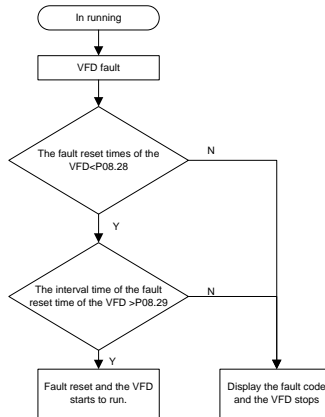 In running
VFD fault
The fault reset times of the
VFD<P08.28
N
Y
The interval time of the fault
reset time of the VFD >P08.29
N
Y
Fault reset and the VFD
starts to run.
Display the fault code
and the VFD stops